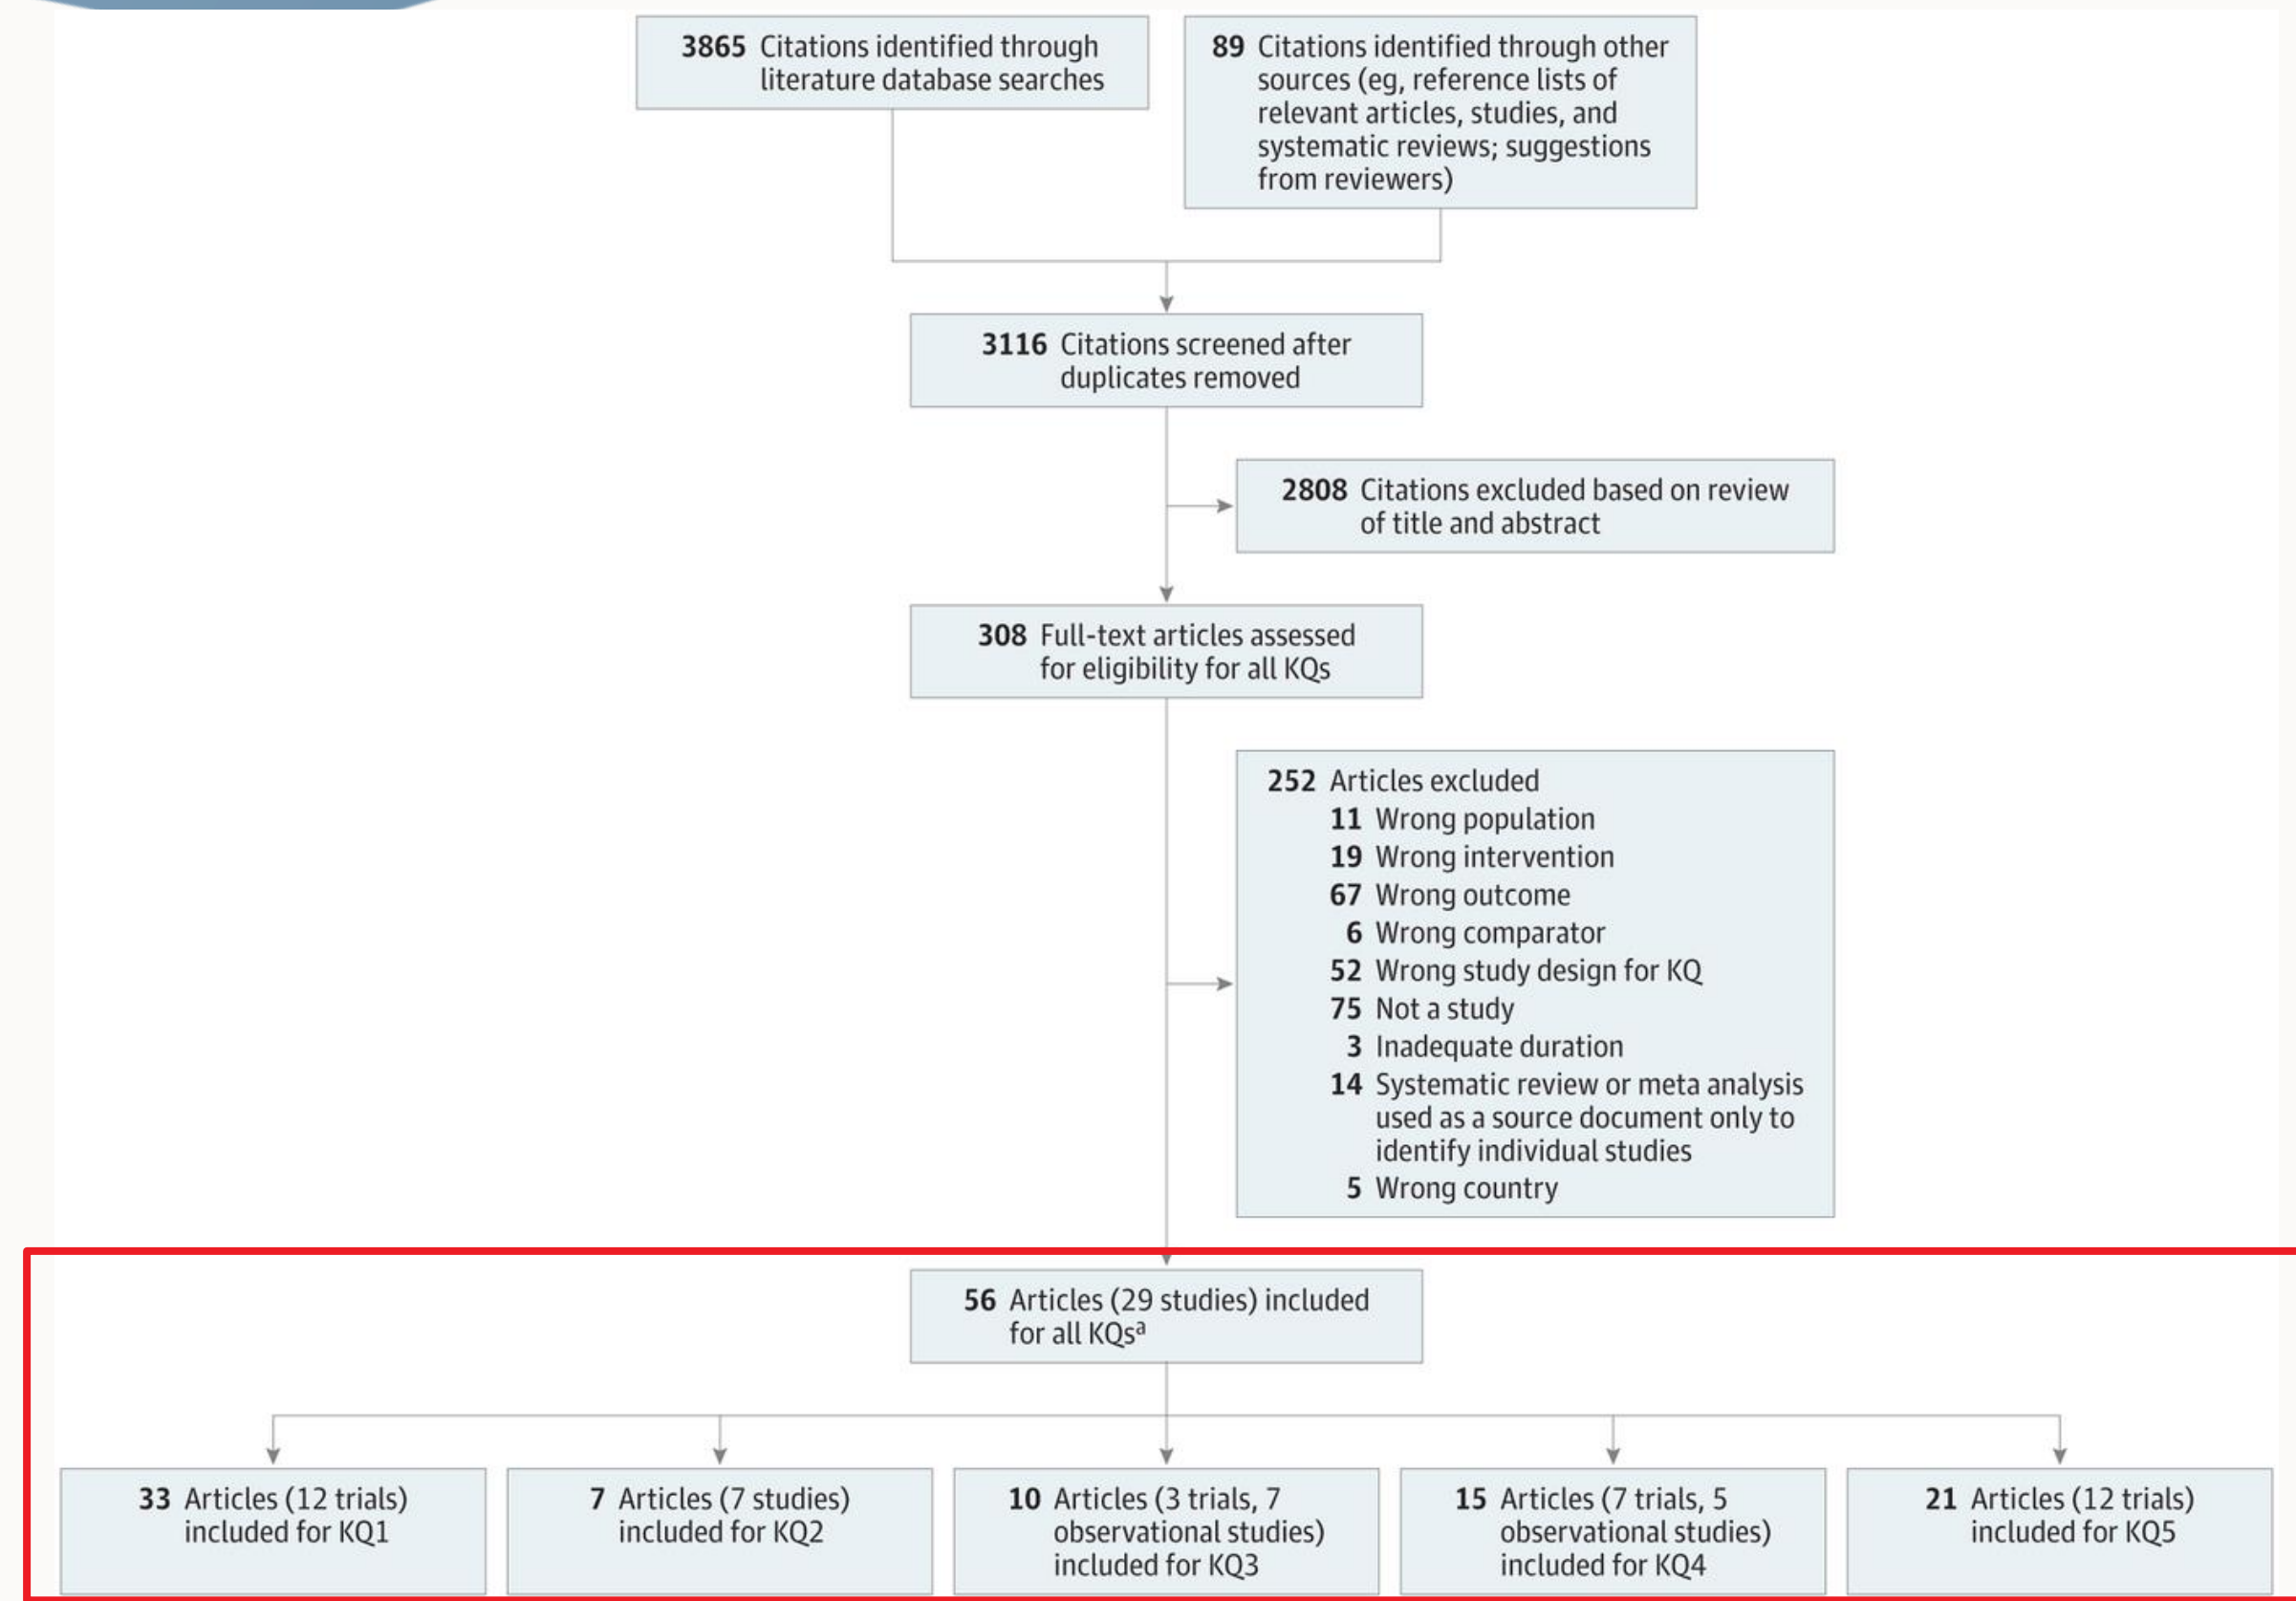 3865 Citations identified through
literature database searches
89 Citations identified through other
sources (eg, reference lists of
relevant articles, studies, and
systematic reviews; suggestions
from reviewers)
3116 Citations screened after
duplicates removed
2808 Citations excluded based on review
of title and abstract
308 Full-text articles assessed
for eligibility for all KQs
252 Articles excluded
11 Wrong population
19 Wrong intervention
67 Wrong outcome
6 Wrong comparator
52 Wrong study design for KQ
75 Not a study
3 Inadequate duration
14 Systematic review or meta analysis
used as a source document only to
identify individual studies
5 Wrong country
56 Articles (29 studies) included
for all KQsᵃ
33 Articles (12 trials)
included for KQ1
7 Articles (7 studies)
included for KQ2
10 Articles (3 trials, 7
observational studies)
included for KQ3
15 Articles (7 trials, 5
observational studies)
included for KQ4
21 Articles (12 trials)
included for KQ5